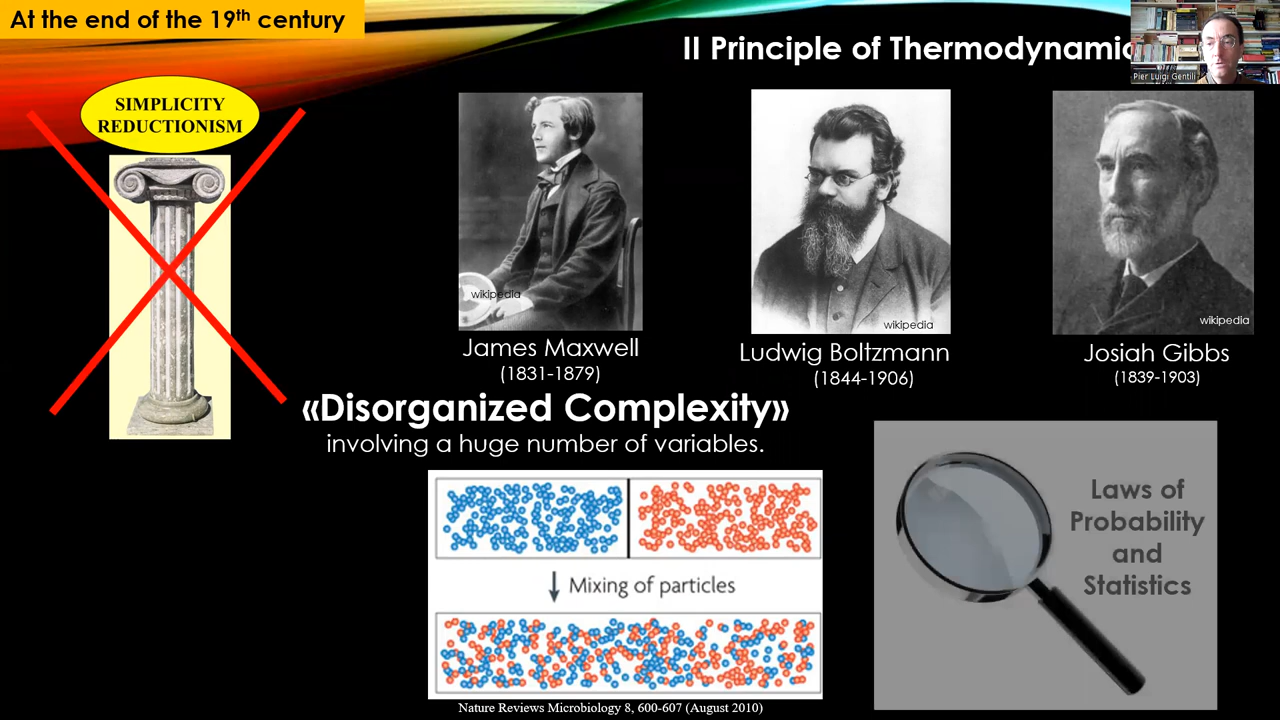 At the end of the 19th century
II Principle of Thermodynamic
Pier Luigi Gentili
SIMPLICITY
REDUCTIONISM
wikipedia
wikipedia
wikipedia
James Maxwell
(1831-1879)
Ludwig Boltzmann
(1844-1906)
Josiah Gibbs
(1839-1903)
«Disorganized Complexity»
involving a huge number of variables.
Mixing of particles
Laws of
Probability
and
Statistics
Nature Reviews Microbiology 8, 600-607 (August 2010)